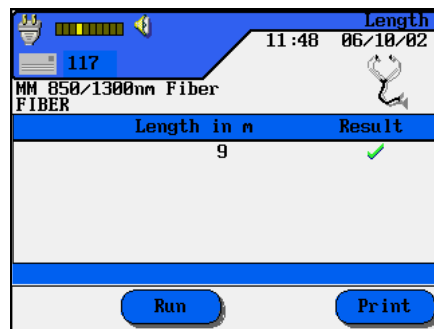 Length
11:48 06/10/02
117
MM 850/1300nm Fiber
FIBER
Length in m Result
9
Run Print